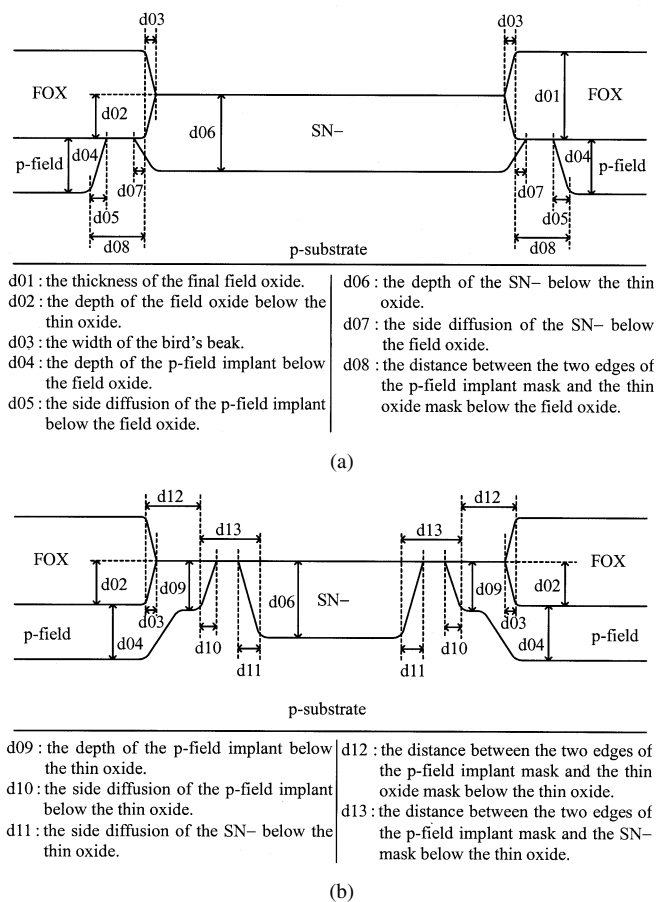 d03 d03
FOX d02 d01 FOX
d06 SN−
p-field d04 d04 p-field
d07 d07
d05 d05
d08 d08
p-substrate
d01 : the thickness of the final field oxide.
d02 : the depth of the field oxide below the
thin oxide.
d03 : the width of the bird's beak.
d04 : the depth of the p-field implant below
the field oxide.
d05 : the side diffusion of the p-field implant
below the field oxide.
d06 : the depth of the SN− below the thin
oxide.
d07 : the side diffusion of the SN− below
the field oxide.
d08 : the distance between the two edges of
the p-field implant mask and the thin
oxide mask below the field oxide.
(a)
d12 d12
d13 d13
FOX FOX
d02 d09 d06 SN− d09 d02
d03 d03
p-field d04 d04 p-field
d10 d10
d11 d11
p-substrate
d09 : the depth of the p-field implant below
the thin oxide.
d10 : the side diffusion of the p-field implant
below the thin oxide.
d11 : the side diffusion of the SN− below the
thin oxide.
d12 : the distance between the two edges of
the p-field implant mask and the thin
oxide mask below the thin oxide.
d13 : the distance between the two edges of
the p-field implant mask and the SN−
mask below the thin oxide.
(b)